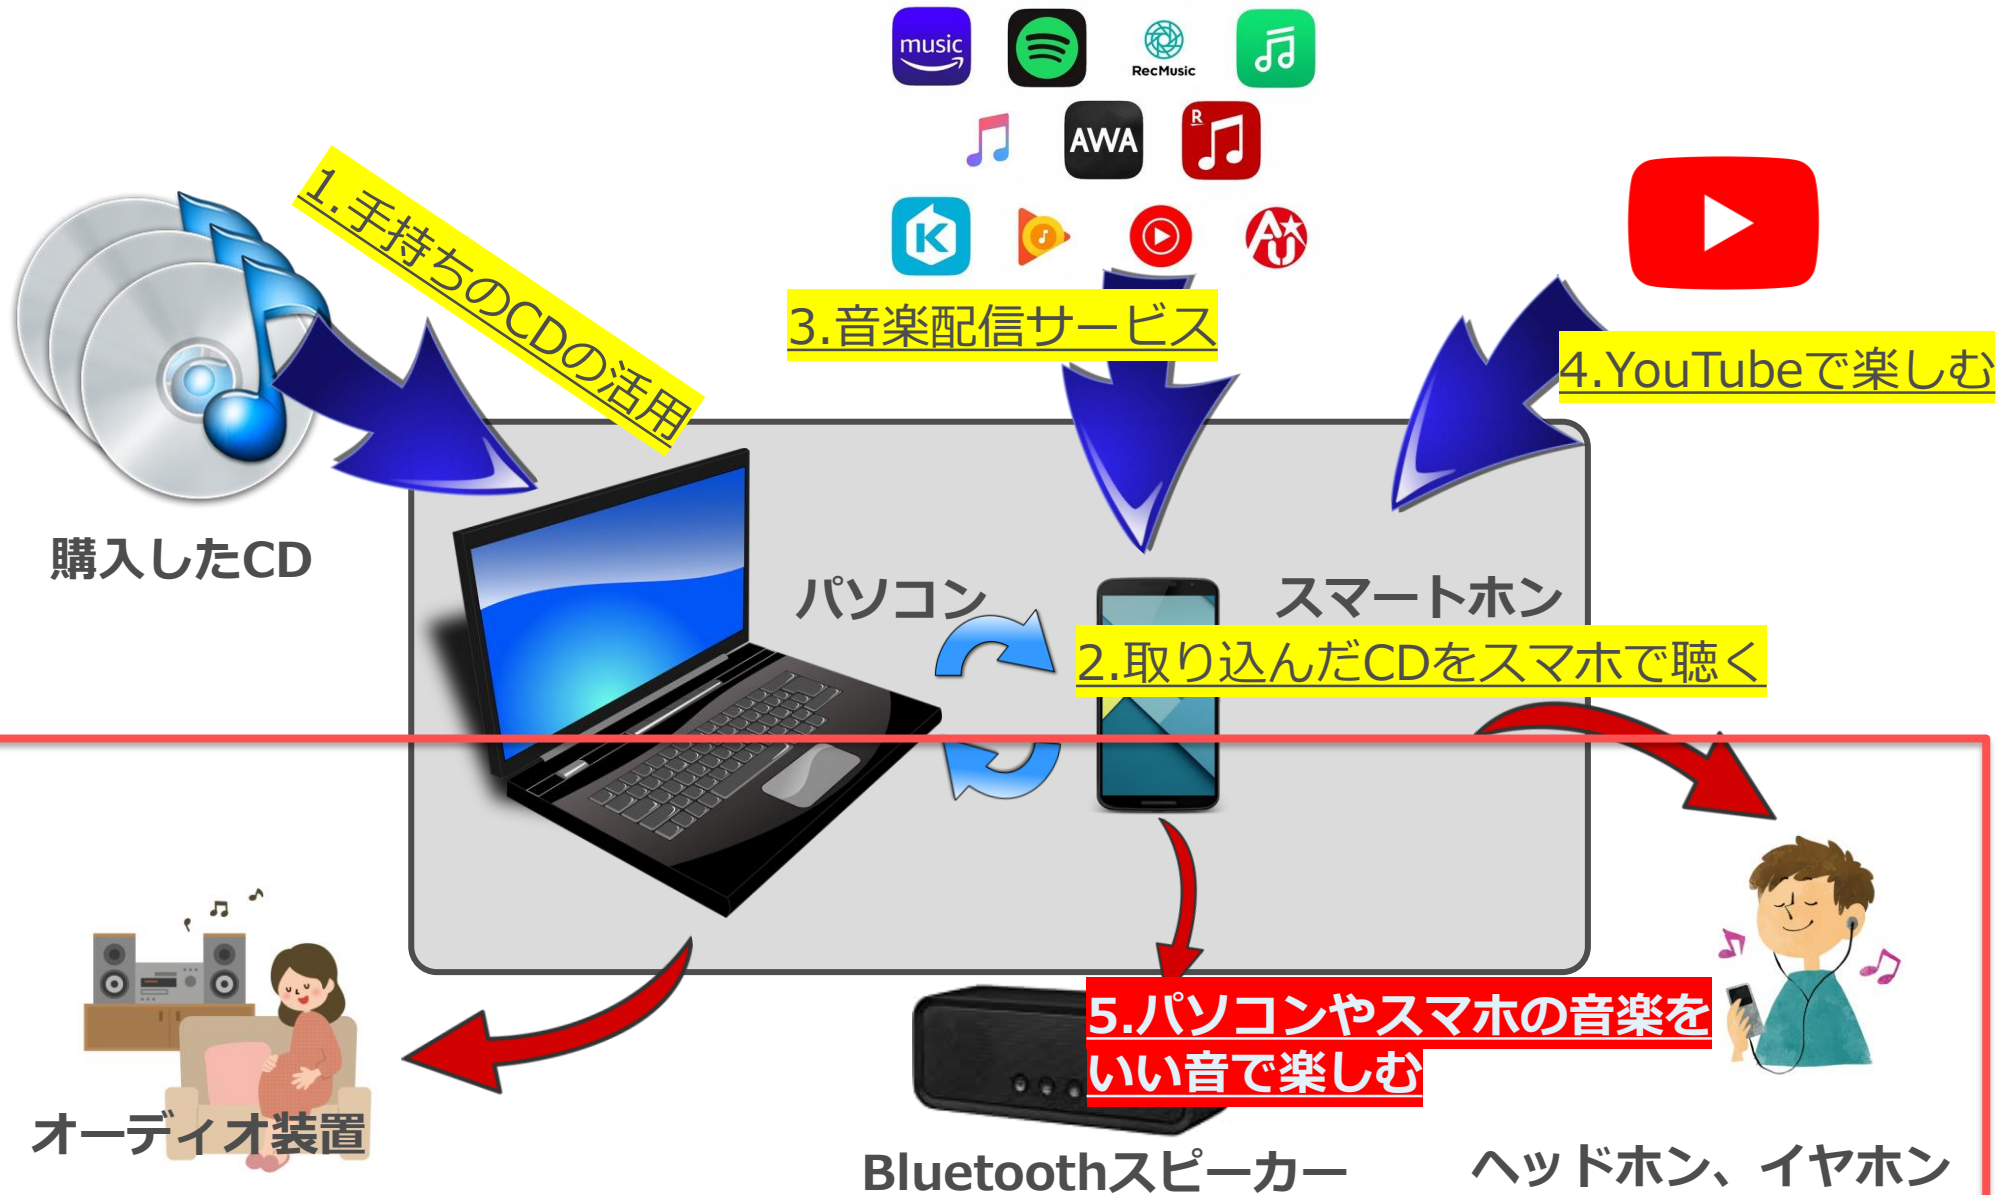 music
RecMusic
AWA
R
K
A★U
1.手持ちのCDの活用
3.音楽配信サービス
4.YouTubeで楽しむ
購入したCD
パソコン
スマートホン
2.取り込んだCDをスマホで聴く
5.パソコンやスマホの音楽を
いい音で楽しむ
オーディオ装置
Bluetoothスピーカー
ヘッドホン、イヤホン